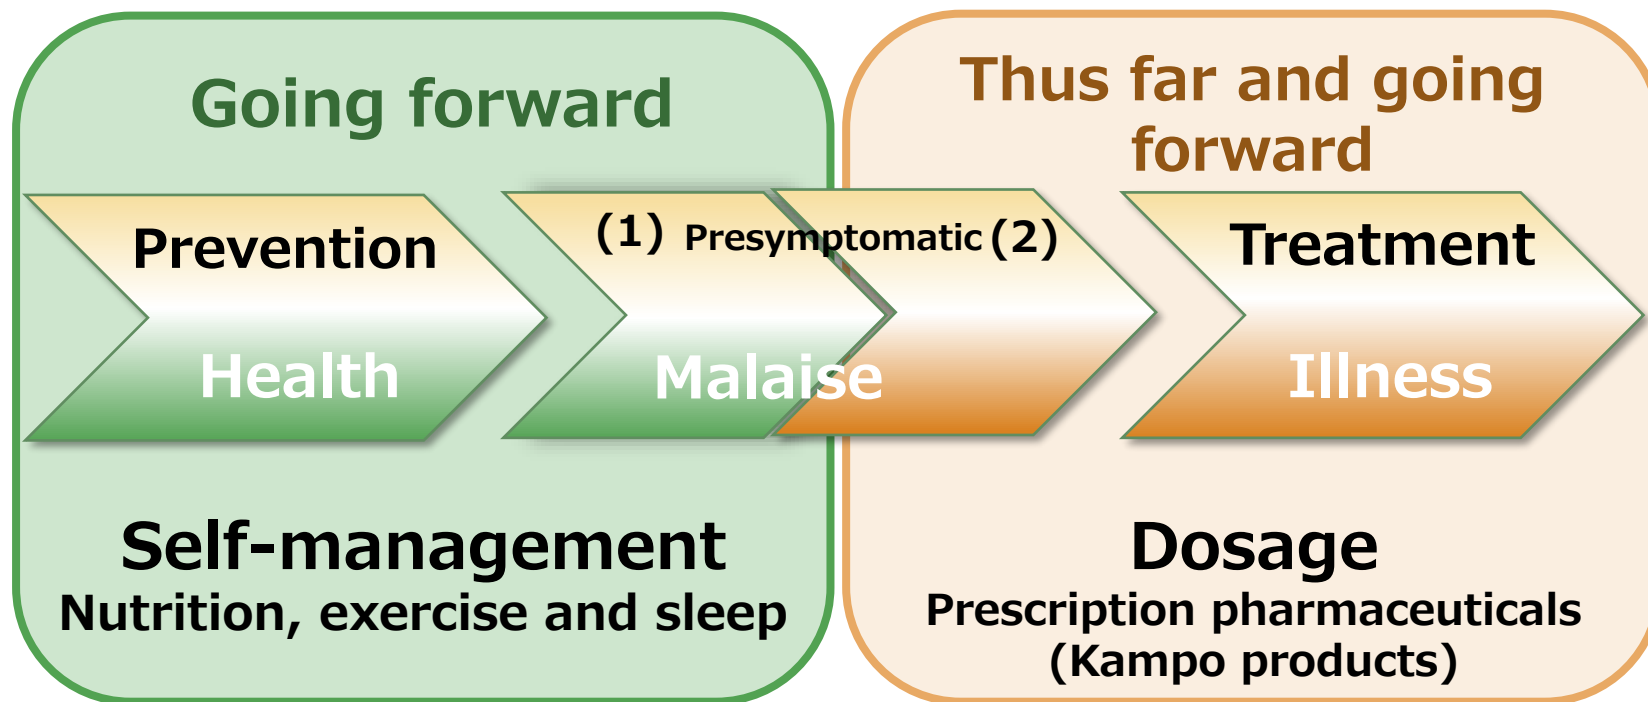 Going forward
Thus far and going
forward
Prevention
(1) Presymptomatic (2)
Treatment
Health
Malaise
Illness
Self-management
Nutrition, exercise and sleep
Dosage
Prescription pharmaceuticals
(Kampo products)